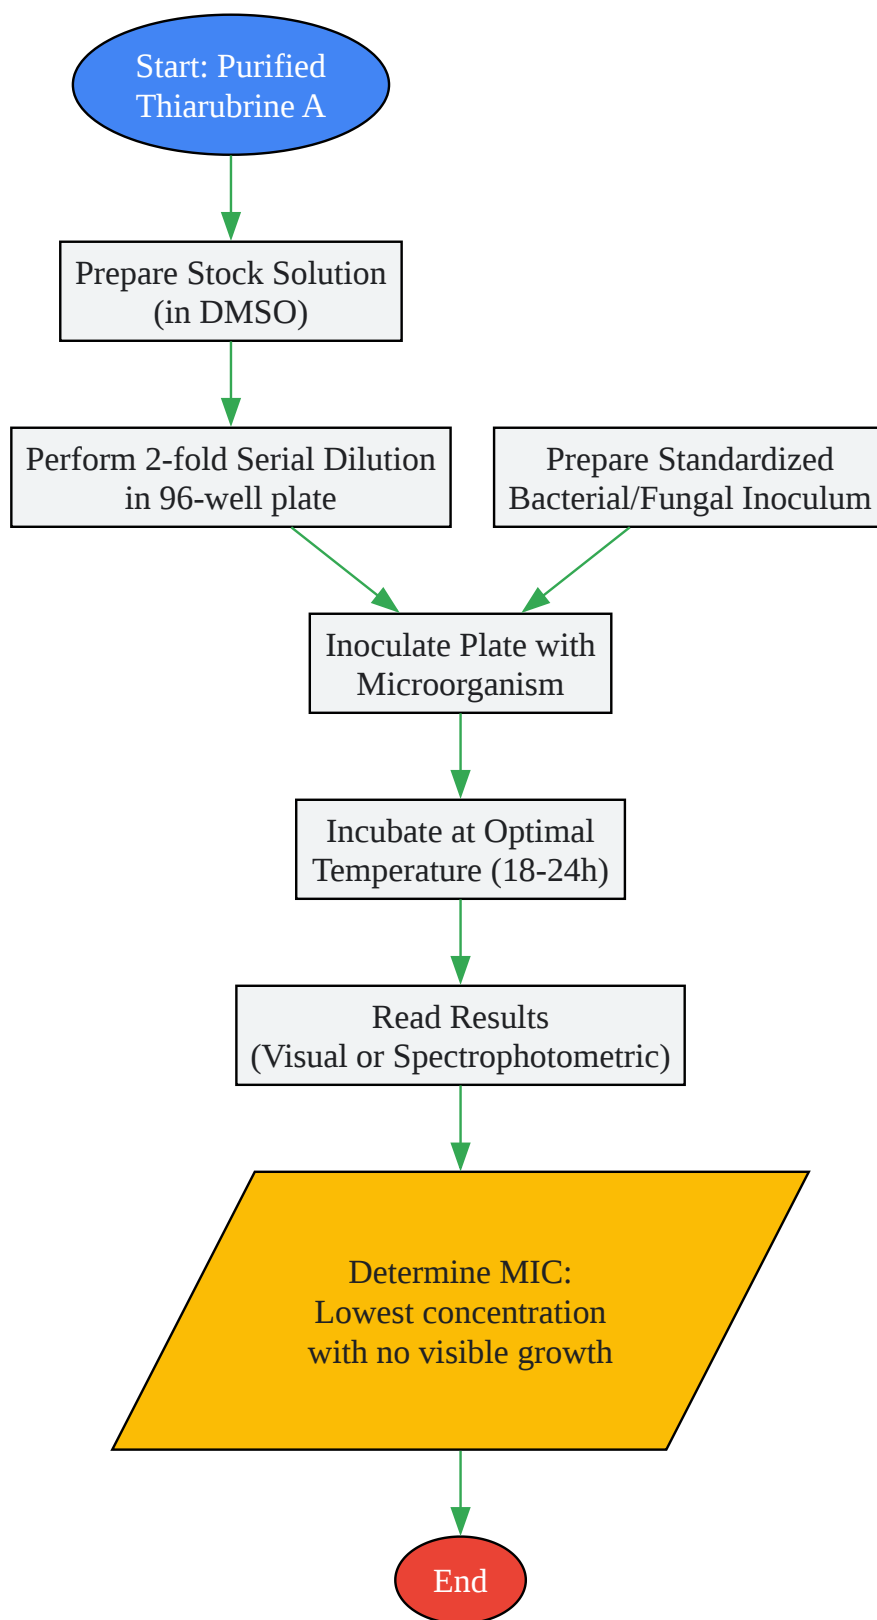 Start: Purified
Thiarubrine A
Prepare Stock Solution
(in DMSO)
Perform 2-fold Serial Dilution
in 96-well plate
Prepare Standardized
Bacterial/Fungal Inoculum
Inoculate Plate with
Microorganism
Incubate at Optimal
Temperature (18-24h)
Read Results
(Visual or Spectrophotometric)
Determine MIC:
Lowest concentration
with no visible growth
End